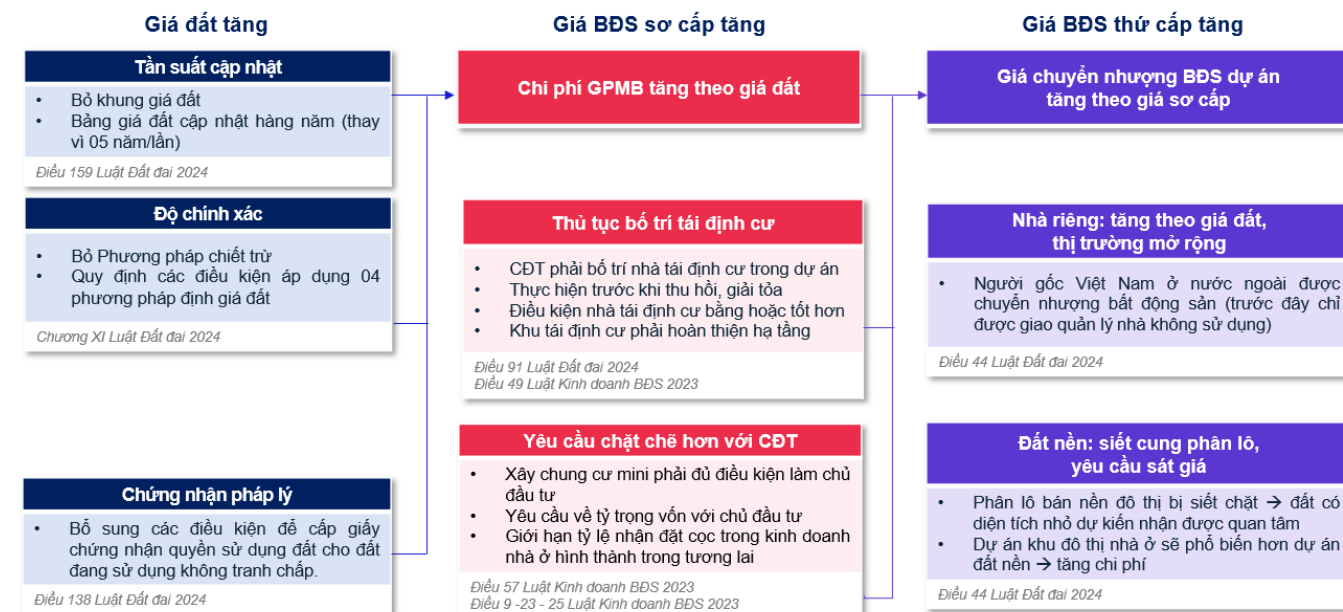 Giá đất tăng
Tần suất cập nhật
• Bỏ khung giá đất
• Bảng giá đất cập nhật hàng năm (thay
vì 05 năm/lần)
Điều 159 Luật Đất đai 2024
Độ chính xác
• Bỏ Phương pháp chiết trừ
• Quy định các điều kiện áp dụng 04
phương pháp định giá đất
Chương XI Luật Đất đai 2024
Chứng nhận pháp lý
• Bổ sung các điều kiện để cấp giấy
chứng nhận quyền sử dụng đất cho đất
đang sử dụng không tranh chấp.
Điều 138 Luật Đất đai 2024
Giá BĐS sơ cấp tăng
Chi phí GPMB tăng theo giá đất
Thủ tục bố trí tái định cư
• CĐT phải bố trí nhà tái định cư trong dự án
• Thực hiện trước khi thu hồi, giải tỏa
• Điều kiện nhà tái định cư bằng hoặc tốt hơn
• Khu tái định cư phải hoàn thiện hạ tầng
Điều 91 Luật Đất đai 2024
Điều 49 Luật Kinh doanh BĐS 2023
Yêu cầu chặt chẽ hơn với CĐT
• Xây chung cư mini phải đủ điều kiện làm chủ
đầu tư
• Yêu cầu về tỷ trọng vốn với chủ đầu tư
• Giới hạn tỷ lệ nhận đặt cọc trong kinh doanh
nhà ở hình thành trong tương lai
Điều 57 Luật Kinh doanh BĐS 2023
Điều 9 -23 - 25 Luật Kinh doanh BĐS 2023
Giá BĐS thứ cấp tăng
Giá chuyển nhượng BĐS dự án
tăng theo giá sơ cấp
Nhà riêng: tăng theo giá đất,
thị trường mở rộng
• Người gốc Việt Nam ở nước ngoài được
chuyển nhượng bất động sản (trước đây chỉ
được giao quản lý nhà không sử dụng)
Điều 44 Luật Đất đai 2024
Đất nền: siết cung phân lô,
yêu cầu sát giá
• Phân lô bán nền đô thị bị siết chặt → đất có
diện tích nhỏ dự kiến nhận được quan tâm
• Dự án khu đô thị nhà ở sẽ phổ biến hơn dự án
đất nền → tăng chi phí
Điều 44 Luật Đất đai 2024